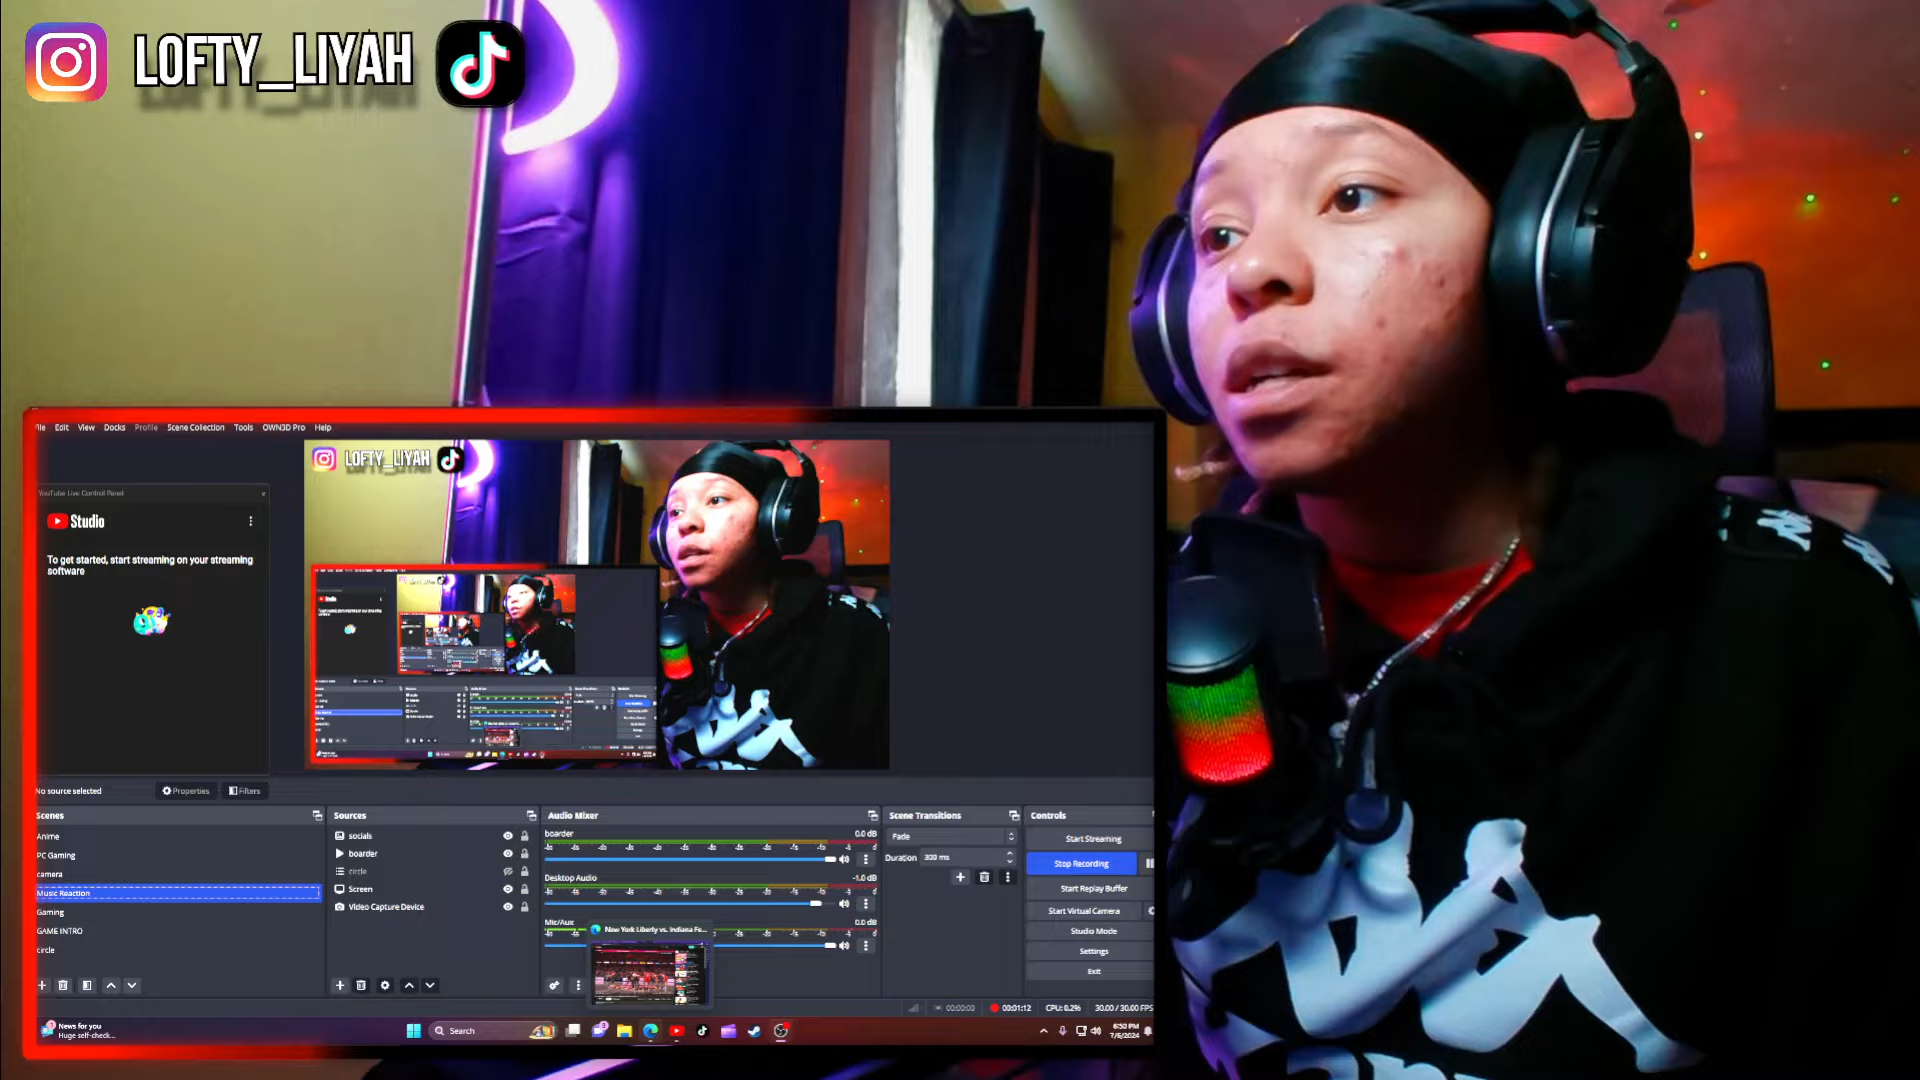 LOFTY_LIYAH
Edit View Docks Profile Scene Collection Tools OWN3D Pro Help
LOFTY_LIYAH
YouTube Live Control Panel
Studio
To get started, start streaming on your streaming
software
No source selected
Properties
Filters
Scenes
Anime
PC Gaming
camera
Music Reaction
Gaming
GAME INTRO
circle
Sources
socials
boarder
circle
Screen
Video Capture Device
Audio Mixer
boarder 0.0 dB
Desktop Audio -1.0 dB
Mic/Aux 0.0 dB
New York Liberty vs. Indiana Fe...
Scene Transitions
Fade
Duration 300 ms
Controls
Start Streaming
Stop Recording
Start Replay Buffer
Start Virtual Camera
Studio Mode
Settings
Exit
00:00:00
00:01:12
CPU: 0.2%
30.00 / 30.00 FPS
News for you
Huge self-check...
Search
6:50 PM
7/6/2024